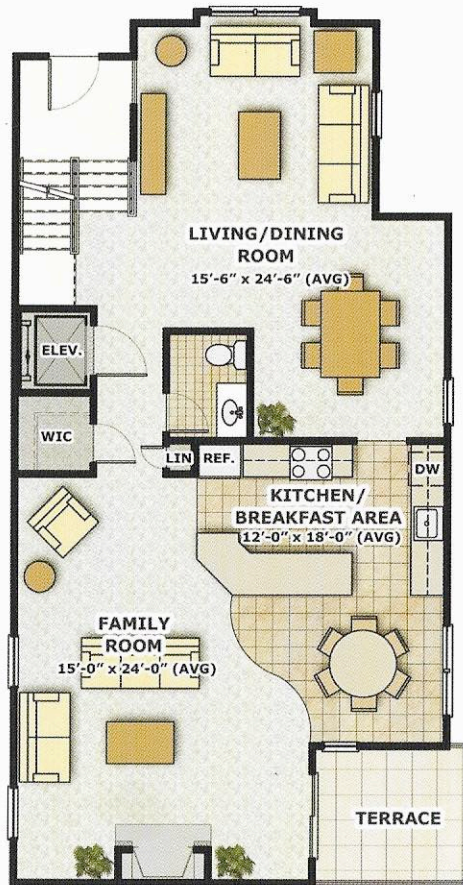 LIVING/DINING
ROOM
15'-6" x 24'-6" (AVG)
ELEV.
WIC
LIN
REF.
DW
KITCHEN/
BREAKFAST AREA
12'-0" x 18'-0" (AVG)
FAMILY
ROOM
15'-0" x 24'-0" (AVG)
TERRACE